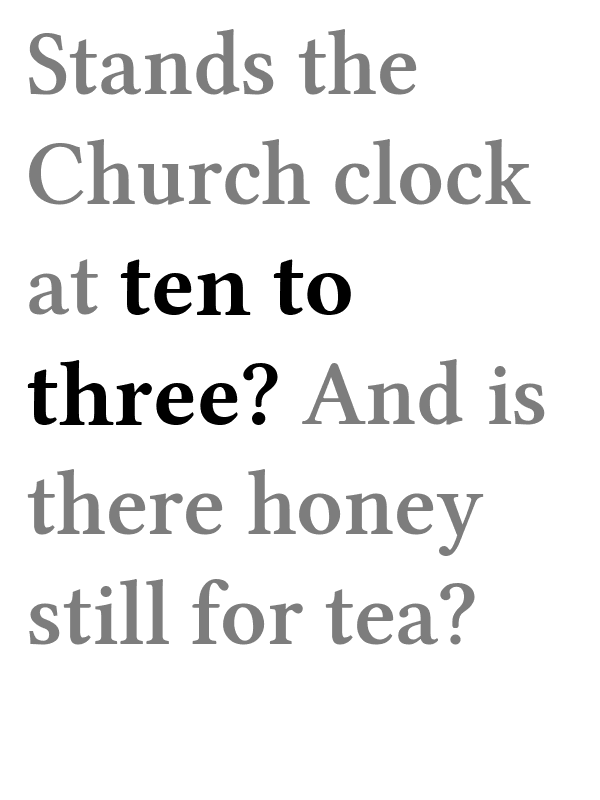 Stands the
Church clock
at ten to
three? And is
there honey
still for tea?